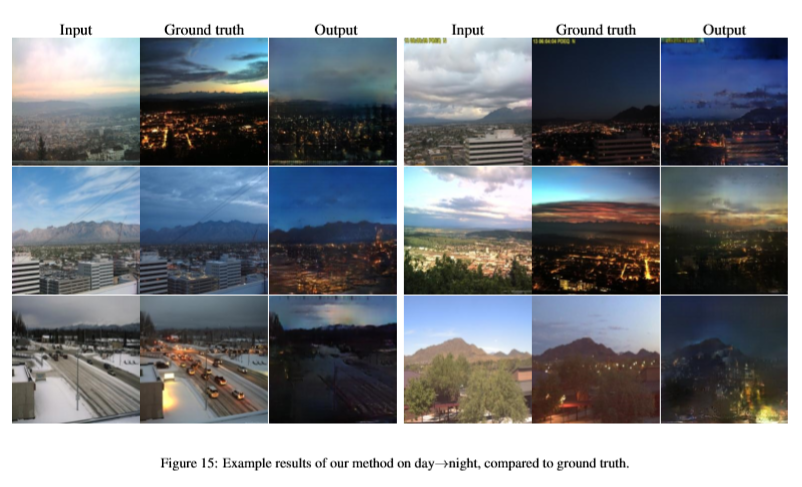 Input Ground truth Output Input Ground truth Output
Figure 15: Example results of our method on day→night, compared to ground truth.